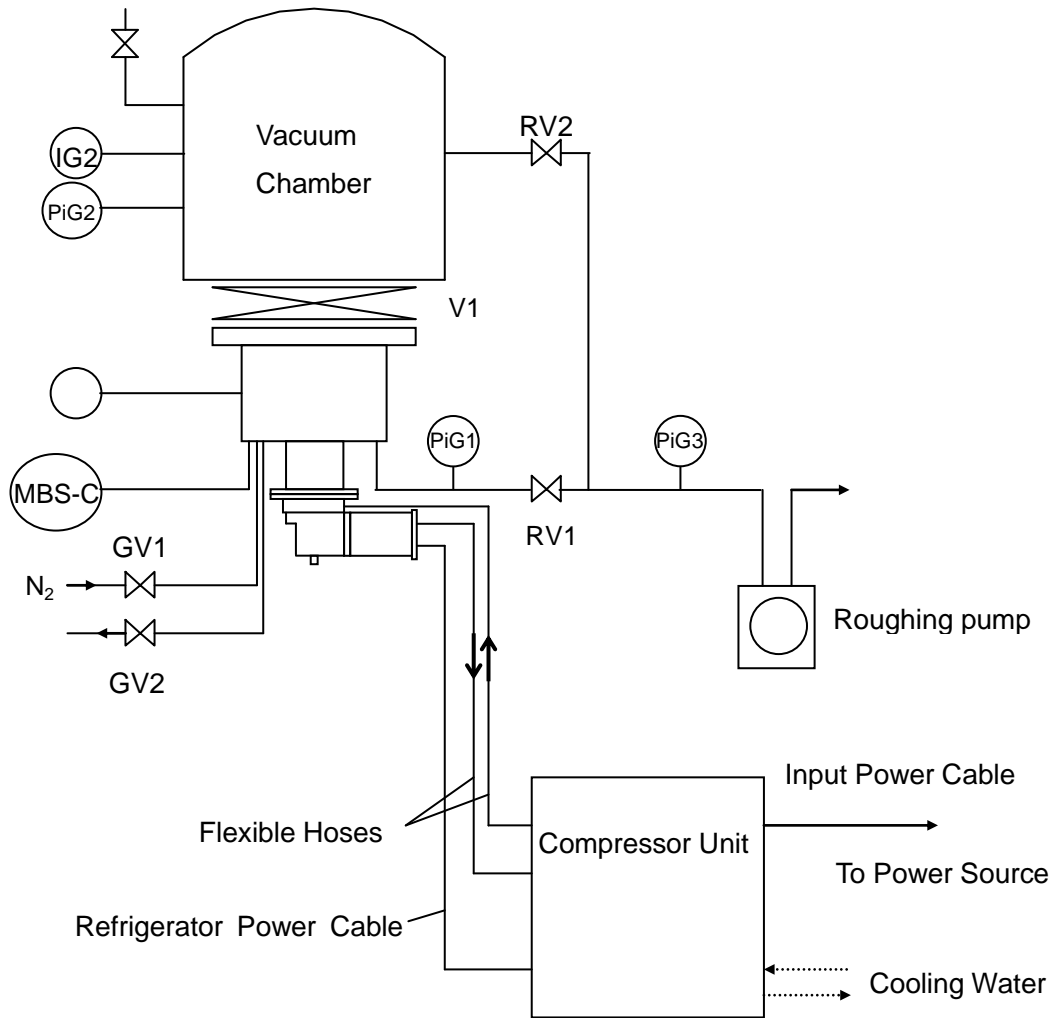 Vacuum
Chamber
RV2
IG2
PiG2
V1
PiG1
PiG3
MBS-C
RV1
GV1
N₂
Roughing pump
GV2
Input Power Cable
Flexible Hoses
Compressor Unit
To Power Source
Refrigerator Power Cable
Cooling Water